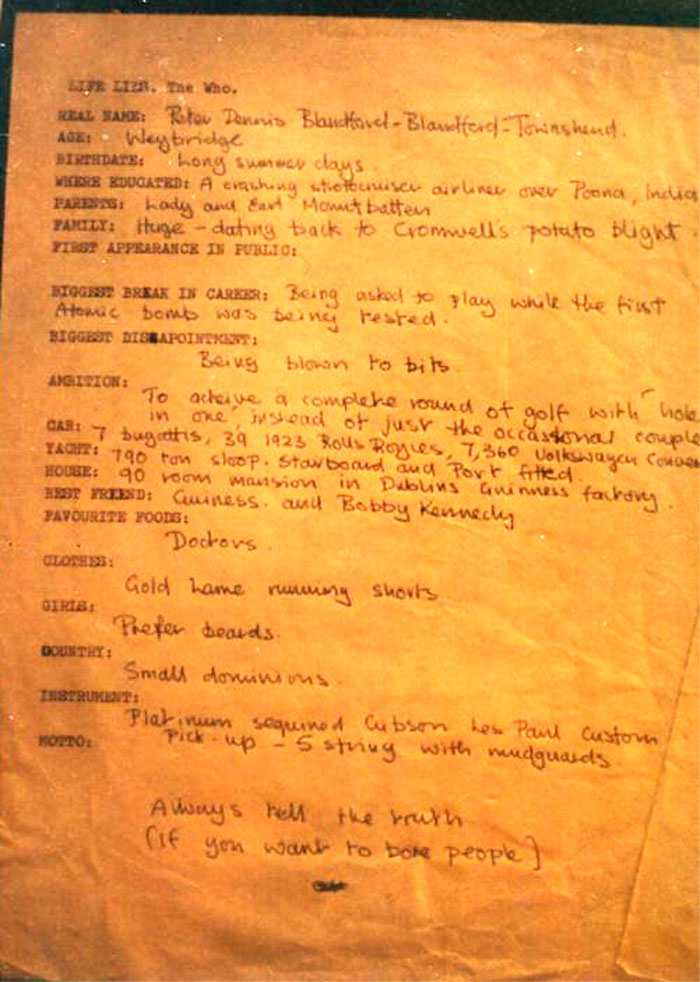 LIFE LIEN. The Who.
REAL NAME: Peter Dennis Blandford-Blandford-Townshend.
AGE: Weybridge
BIRTHDATE: Long summer days.
WHERE EDUCATED: A crashing stratocruiser airliner over Poona, India
PARENTS: Lady and Earl Mountbatten
FAMILY: Huge - dating back to Cromwell's potato blight.
FIRST APPEARANCE IN PUBLIC:
BIGGEST BREAK IN CAREER: Being asked to play while the first
Atomic bomb was being tested.
BIGGEST DISSAPOINTMENT:
Being blown to bits.
AMBITION:
To acheive a complete round of golf with "hole
in one", instead of just the occasional couple
CAR: 7 bugattis, 39 1923 Rolls Royces, 7,360 Volkswagen
YACHT: 790 ton sloop. Starboard and Port fitted.
HOUSE: 90 room mansion in Dublins Guinness factory.
BEST FRIEND: Guiness. and Bobby Kennedy
FAVOURITE FOODS:
Doctors.
CLOTHES:
Gold Lame running shorts
GIRLS:
Prefer beards.
COUNTRY:
Small dominions.
INSTRUMENT:
Platinum sequined Gibson Les Paul Custom
Pick-up - 5 string with mudguards.
MOTTO:
Always tell the truth
(If you want to bore people)